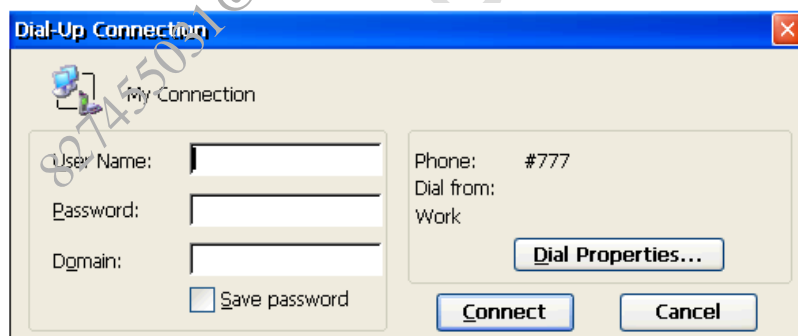 Dial-Up Connection
My Connection
User Name:
Password:
Domain:
Save password
Phone: #777
Dial from:
Work
Dial Properties...
Connect
Cancel